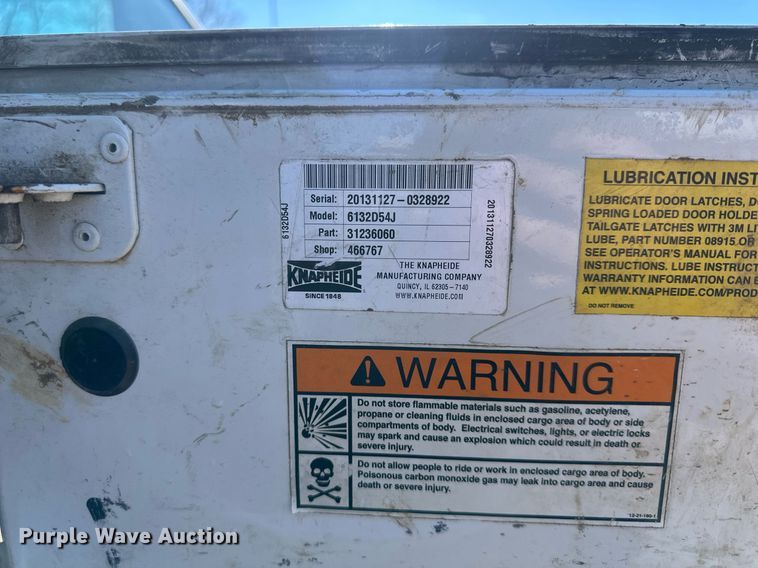 Serial: 20131127-0328922
Model: 6132D54J
Part: 31236060
Shop: 466767
6132D54J
201311270328922
KNAPHEIDE
SINCE 1848
THE KNAPHEIDE
MANUFACTURING COMPANY
QUINCY, IL 62305-7140
WWW.KNAPHEIDE.COM
LUBRICATION INST
LUBRICATE DOOR LATCHES, D
SPRING LOADED DOOR HOLDE
TAILGATE LATCHES WITH 3M LI
LUBE, PART NUMBER 08915.OR
SEE OPERATOR'S MANUAL FOR
INSTRUCTIONS. LUBE INSTRUCT
WARRANTY INFORMATION CAN B
AT WWW.KNAPHEIDE.COM/PROD
DO NOT REMOVE
WARNING
Do not store flammable materials such as gasoline, acetylene,
propane or cleaning fluids in enclosed cargo area of body or side
compartments of body. Electrical switches, lights, or electric locks
may spark and cause an explosion which could result in death or
severe injury.
Do not allow people to ride or work in enclosed cargo area of body.
Poisonous carbon monoxide gas may leak into cargo area and cause
death or severe injury.
12-21-160-1
Purple Wave Auction